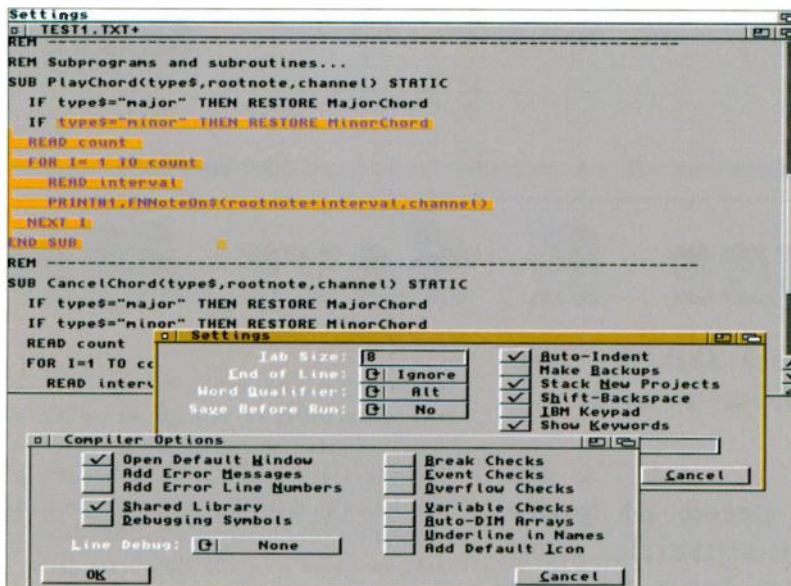 Settings
TEST1.TXT+
REM ----------------------------------------------------------------
REM Subprograms and subroutines...
SUB PlayChord(type$,rootnote,channel) STATIC
IF type$="major" THEN RESTORE MajorChord
IF type$="minor" THEN RESTORE MinorChord
READ count
FOR I= 1 TO count
READ interval
PRINT#1,FNNoteOn$(rootnote+interval,channel)
NEXT I
END SUB
REM ----------------------------------------------------------------
SUB CancelChord(type$,rootnote,channel) STATIC
IF type$="major" THEN RESTORE MajorChord
IF type$="minor" THEN RESTORE MinorChord
READ count
FOR I=1 TO
READ
Settings
Tab Size: 8
End of Line: Ignore
Word Qualifier: Alt
Save Before Run: No
Auto-Indent
Make Backups
Stack New Projects
Shift-Backspace
IBM Keypad
Show Keywords
Cancel
Compiler Options
Open Default Window
Add Error Messages
Add Error Line Numbers
Shared Library
Debugging Symbols
Line Debug: None
Break Checks
Event Checks
Overflow Checks
Variable Checks
Auto-DIM Arrays
Underline in Names
Add Default Icon
OK
Cancel